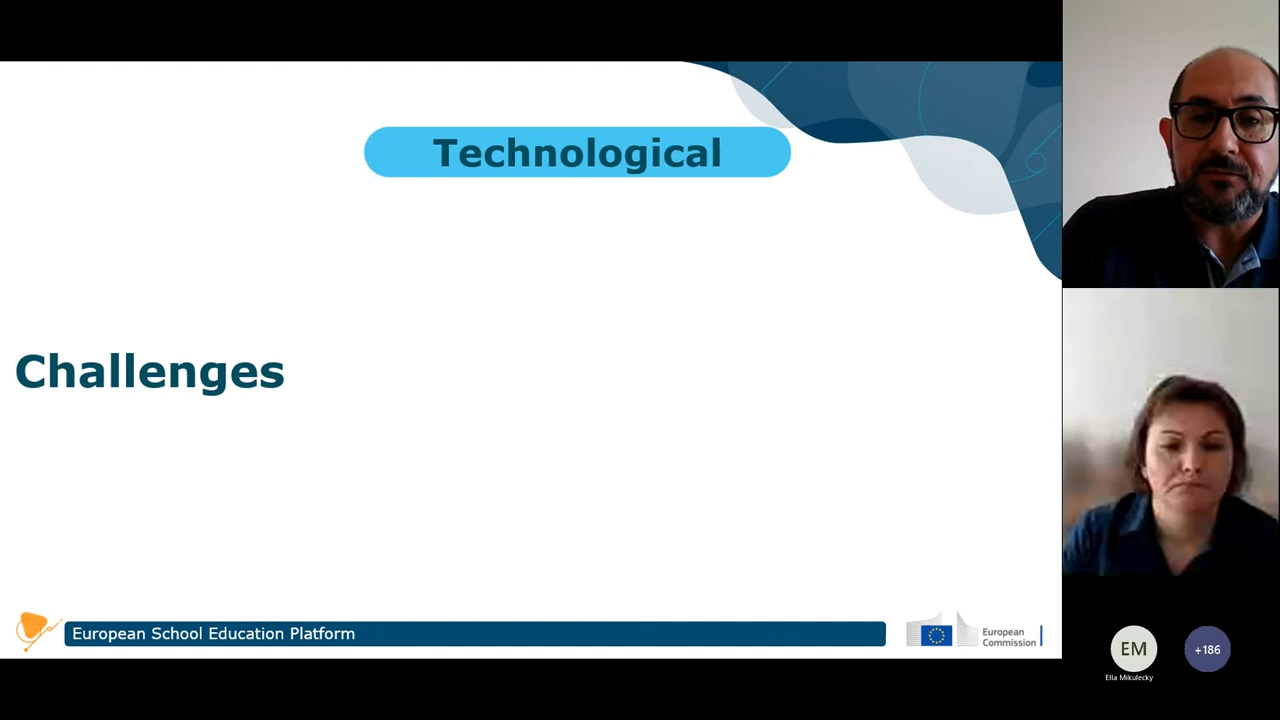 Technological
Challenges
European School Education Platform
European
Commission
EM
+186
Ella Mikulecky